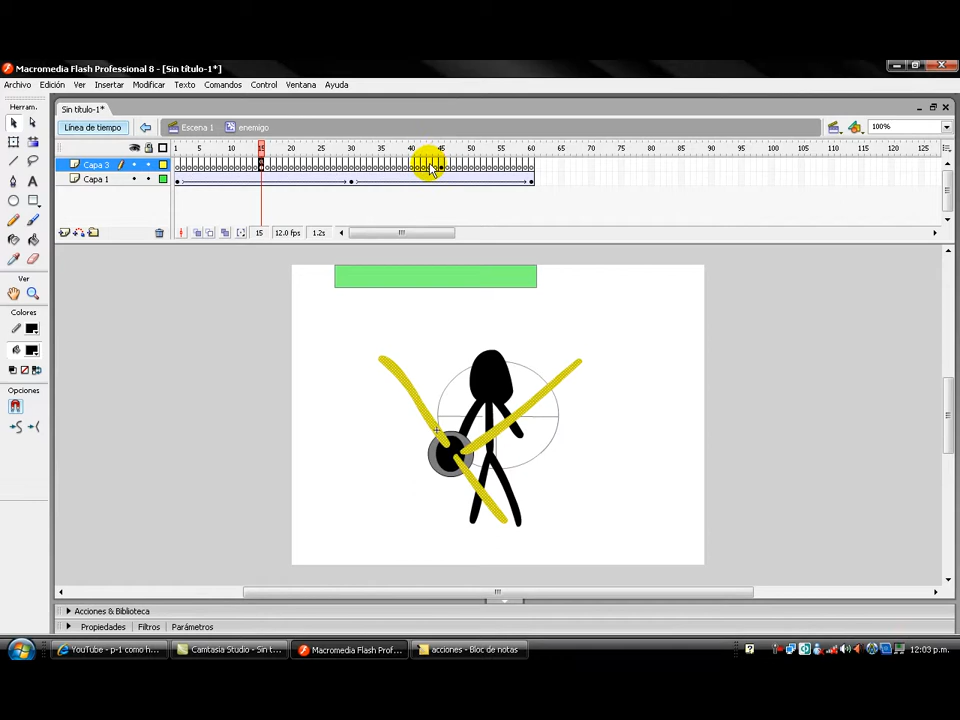 Macromedia Flash Professional 8 - [Sin título-1*]
Archivo Edición Ver Insertar Modificar Texto Comandos Control Ventana Ayuda
Herram.
Sin título-1*
Línea de tiempo
Escena 1
enemigo
100%
1 5 10 15 20 25 30 35 40 45 50 55 60 65 70 75 80 85 90 95 100 105 110 115 120 125
Capa 3
Capa 1
15 12.0 fps 1.2s
A
Ver
Colores
Opciones
Acciones & Biblioteca
Propiedades Filtros Parámetros
YouTube - p-1 como h...
Camtasia Studio - Sin t...
Macromedia Flash Prof...
acciones - Bloc de notas
12:03 p.m.